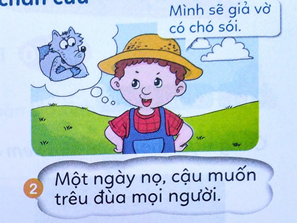 Mình sẽ giả vờ
có chó sói.
2
Một ngày nọ, cậu muốn
trêu đùa mọi người.